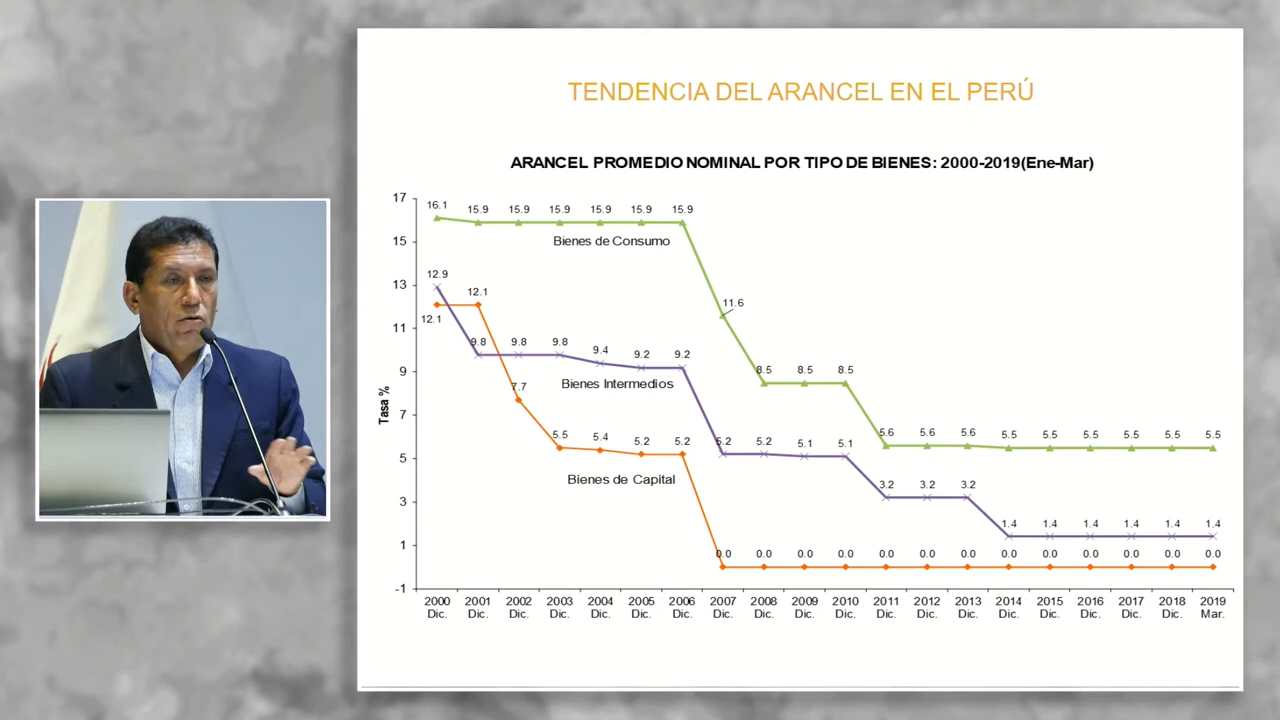 TENDENCIA DEL ARANCEL EN EL PERÚ
ARANCEL PROMEDIO NOMINAL POR TIPO DE BIENES: 2000-2019(Ene-Mar)
17
15
13
11
9
7
5
3
1
-1
Tasa %
16.1 15.9 15.9 15.9 15.9 15.9 15.9 11.6 8.5 8.5 8.5 5.6 5.6 5.6 5.5 5.5 5.5 5.5 5.5 5.5
Bienes de Consumo
12.9 9.8 9.8 9.8 9.4 9.2 9.2 5.2 5.2 5.1 5.1 3.2 3.2 3.2 1.4 1.4 1.4 1.4 1.4 1.4
Bienes Intermedios
12.1 12.1 7.7 5.5 5.4 5.2 5.2 0.0 0.0 0.0 0.0 0.0 0.0 0.0 0.0 0.0 0.0 0.0 0.0 0.0
Bienes de Capital
2000 2001 2002 2003 2004 2005 2006 2007 2008 2009 2010 2011 2012 2013 2014 2015 2016 2017 2018 2019
Dic. Dic. Dic. Dic. Dic. Dic. Dic. Dic. Dic. Dic. Dic. Dic. Dic. Dic. Dic. Dic. Dic. Dic. Dic. Mar.